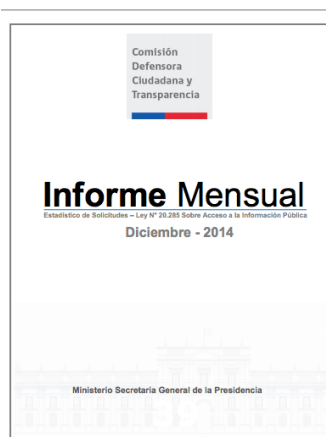 Comisión
Defensora
Ciudadana y
Transparencia
Informe Mensual
Estadístico de Solicitudes – Ley N° 20.285 Sobre Acceso a la Información Pública
Diciembre - 2014
Ministerio Secretaria General de la Presidencia